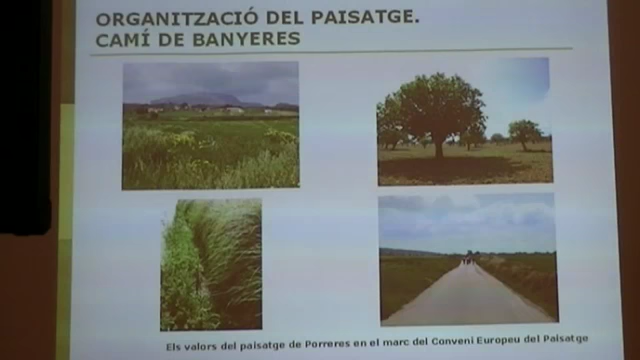 ORGANITZACIÓ DEL PAISATGE.
CAMÍ DE BANYERES
Els valors del paisatge de Porreres en el marc del Conveni Europeu del Paisatge